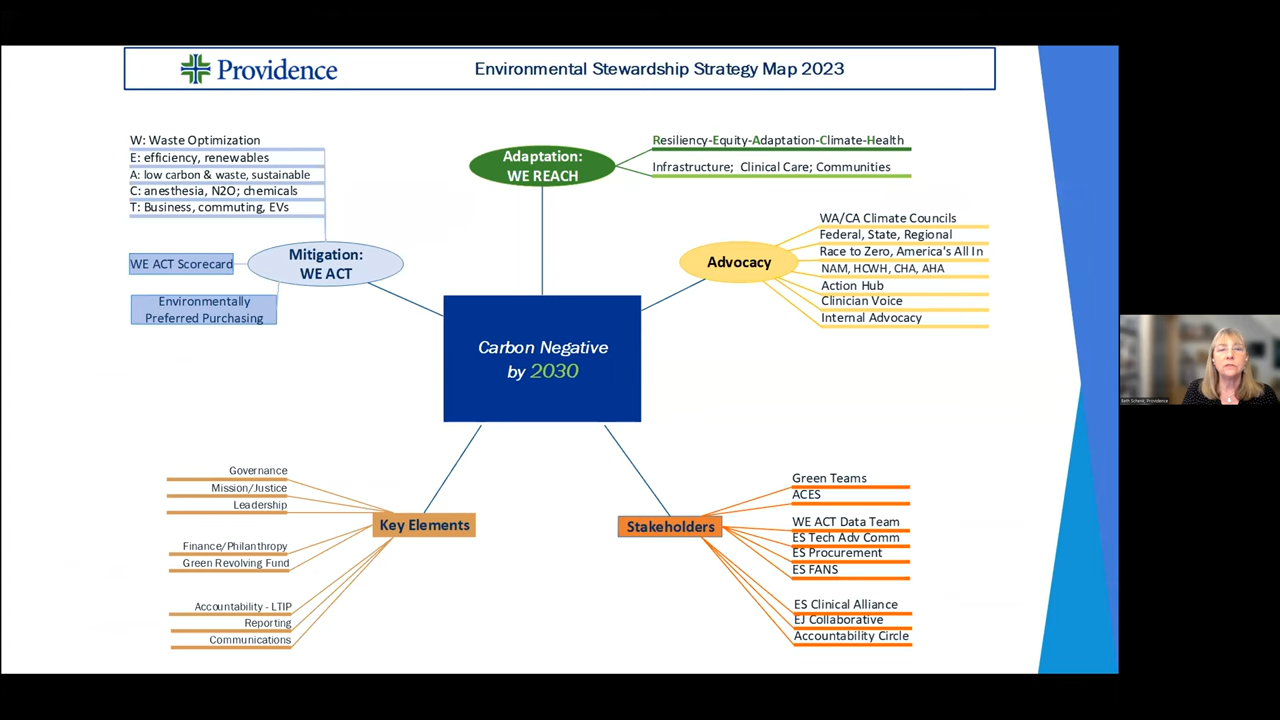 Providence
Environmental Stewardship Strategy Map 2023
W: Waste Optimization
E: efficiency, renewables
A: low carbon & waste, sustainable
C: anesthesia, N2O; chemicals
T: Business, commuting, EVs
Mitigation:
WE ACT
WE ACT Scorecard
Environmentally
Preferred Purchasing
Adaptation:
WE REACH
Resiliency-Equity-Adaptation-Climate-Health
Infrastructure; Clinical Care; Communities
Advocacy
WA/CA Climate Councils
Federal, State, Regional
Race to Zero, America's All In
NAM, HCWH, CHA, AHA
Action Hub
Clinician Voice
Internal Advocacy
Carbon Negative
by 2030
Governance
Mission/Justice
Leadership
Key Elements
Finance/Philanthropy
Green Revolving Fund
Accountability - LTIP
Reporting
Communications
Stakeholders
Green Teams
ACES
WE ACT Data Team
ES Tech Adv Comm
ES Procurement
ES FANS
ES Clinical Alliance
EJ Collaborative
Accountability Circle
Beth Schenk, Providence